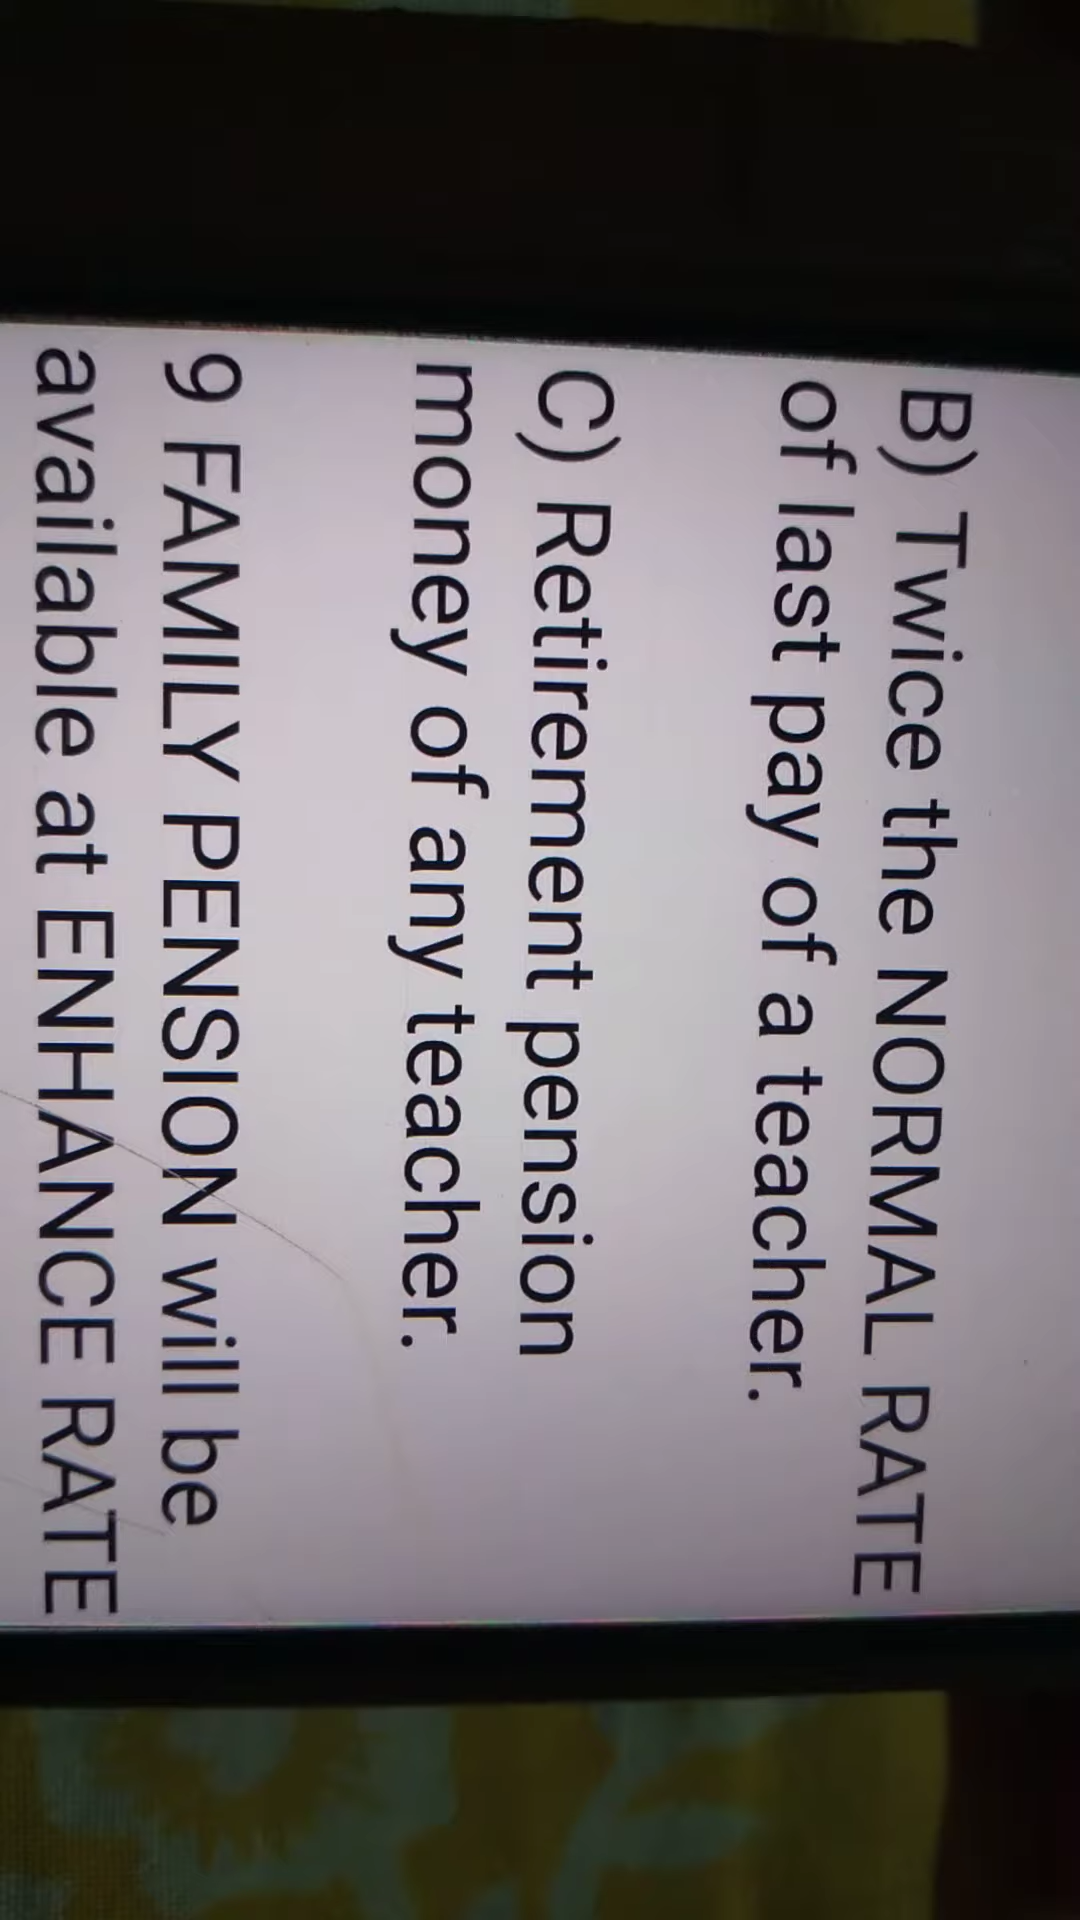 B) Twice the NORMAL RATE
of last pay of a teacher.
C) Retirement pension
money of any teacher.
9 FAMILY PENSION will be
available at ENHANCE RATE